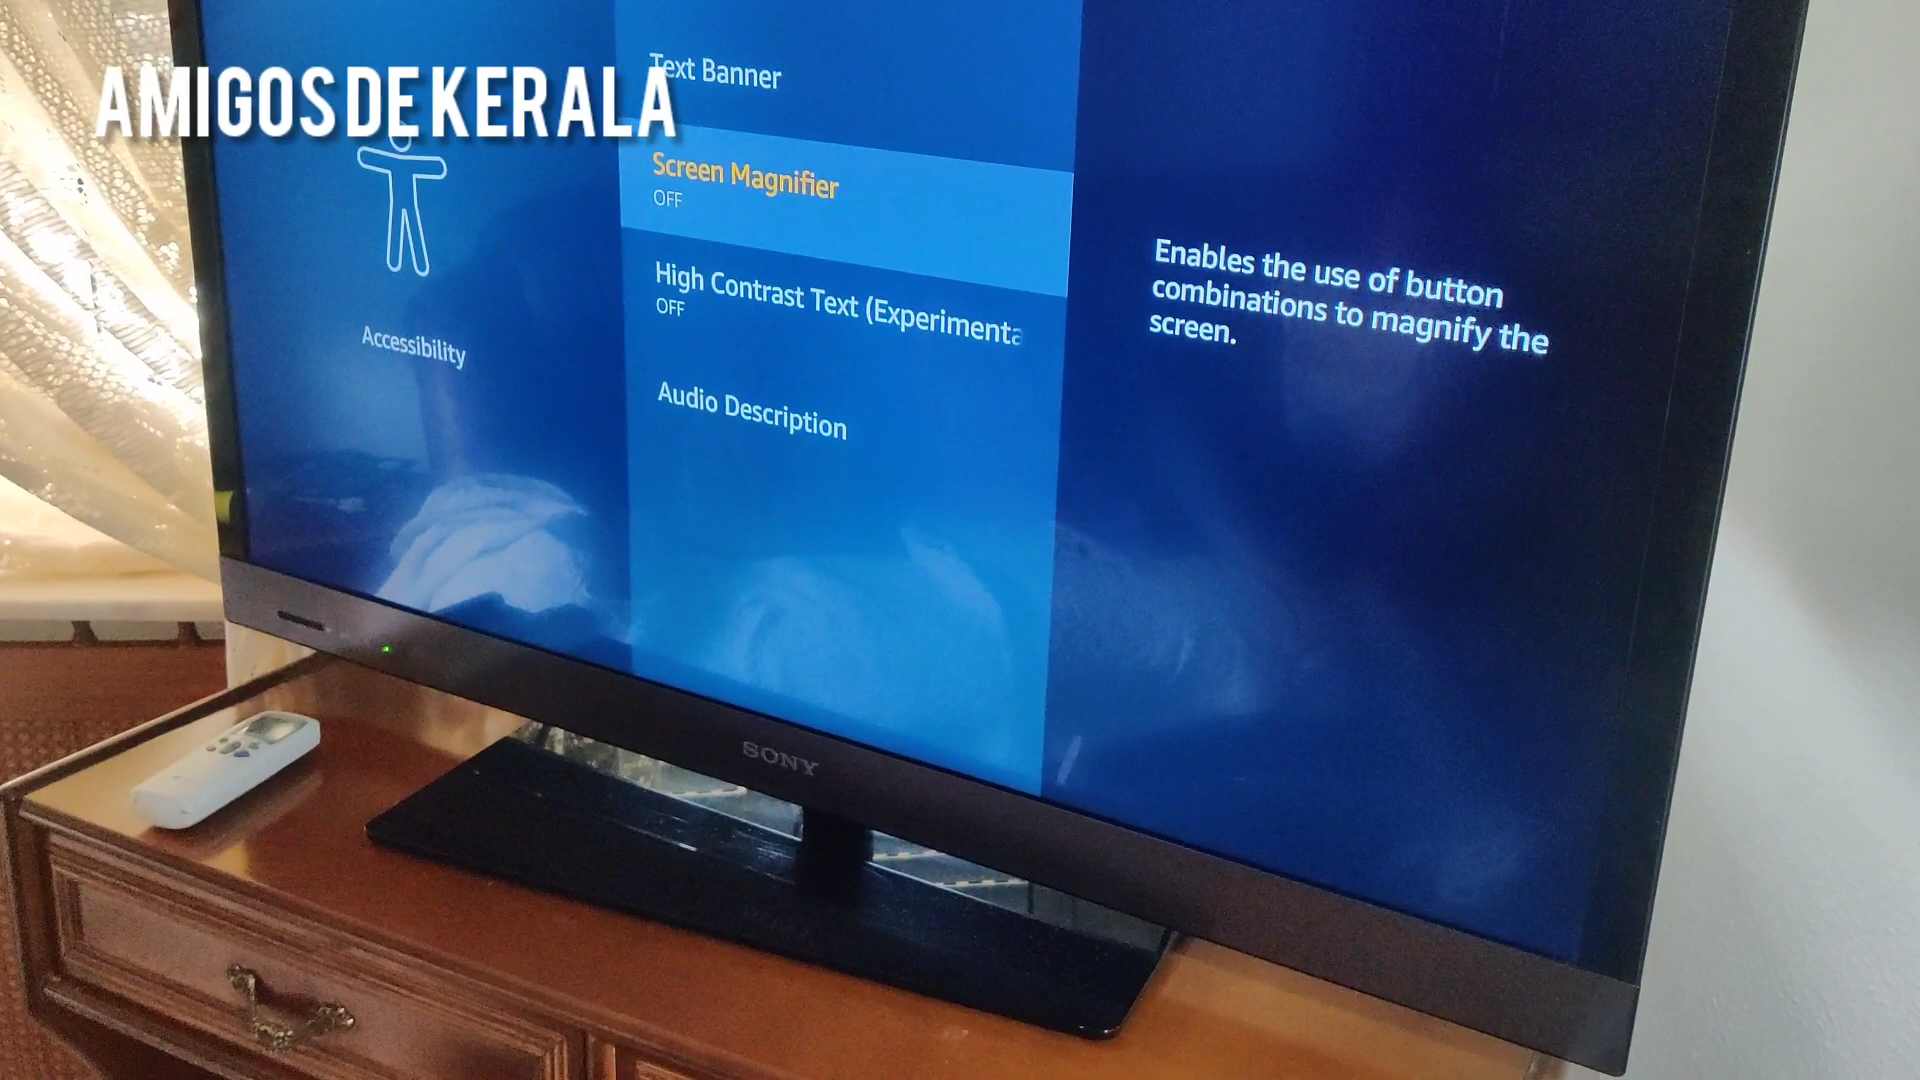 AMIGOS DE KERALA
Text Banner
Screen Magnifier
OFF
High Contrast Text (Experimenta
OFF
Audio Description
Accessibility
Enables the use of button
combinations to magnify the
screen.
SONY